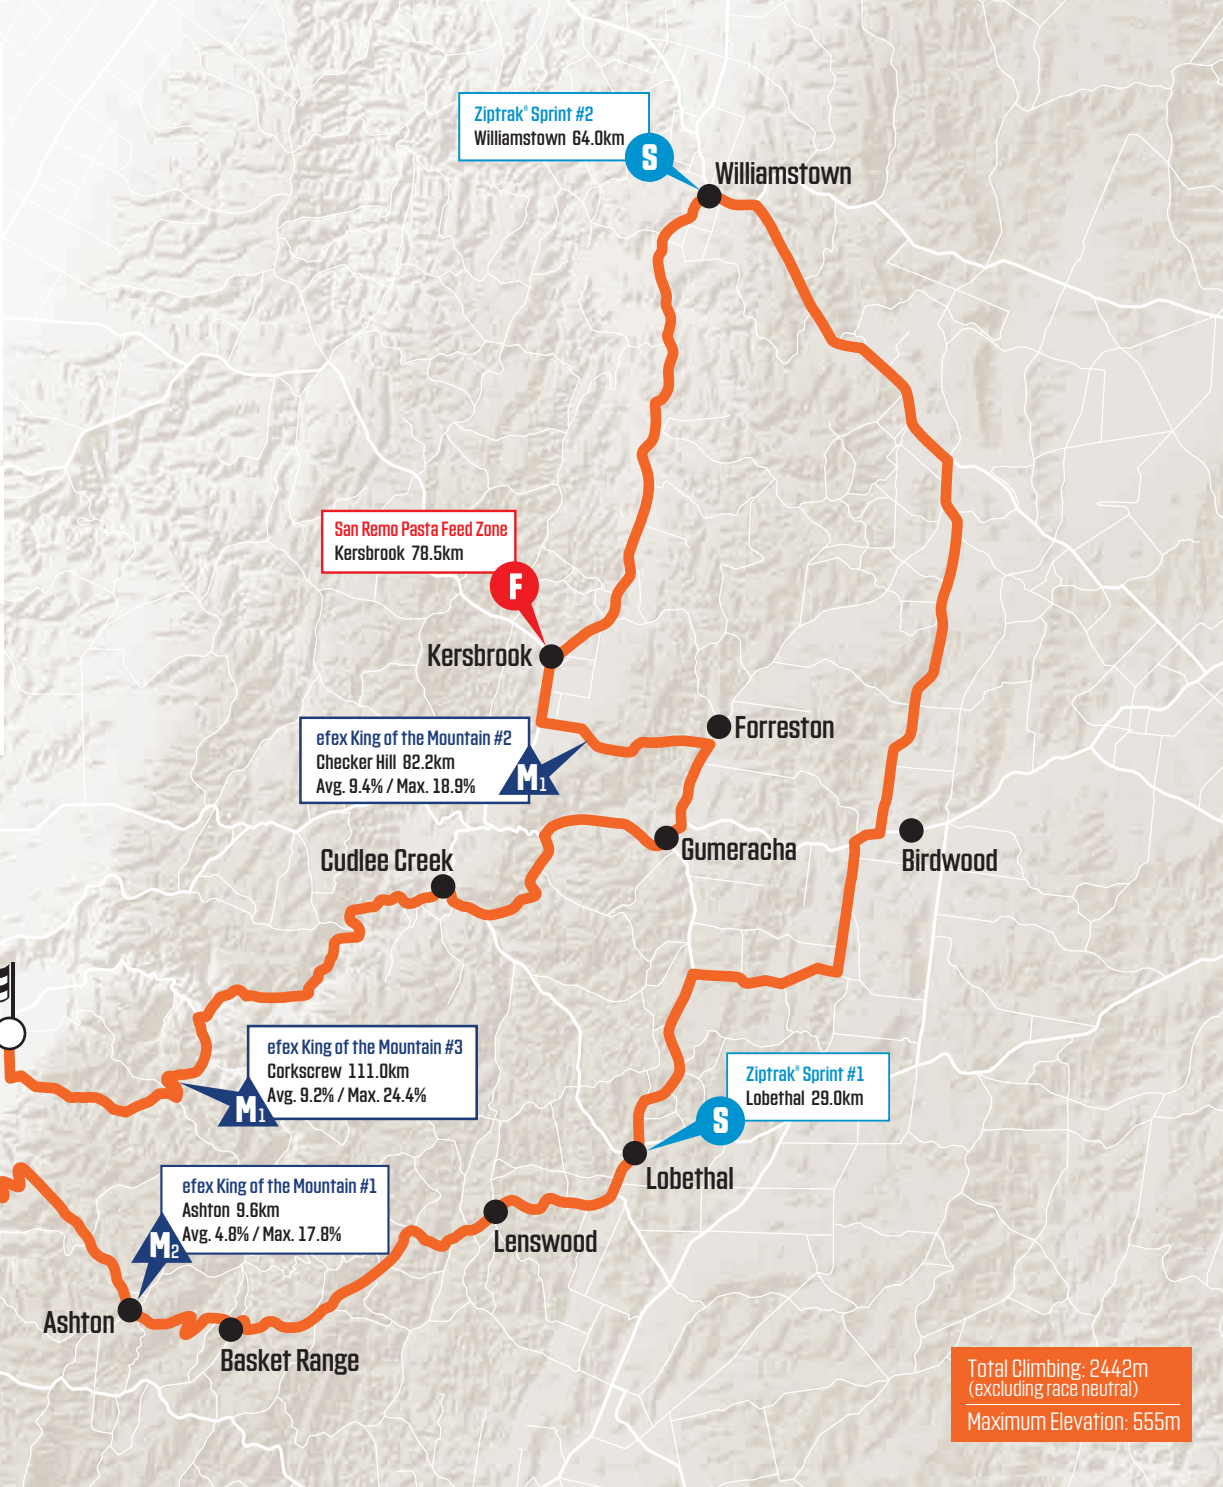 Ziptrak® Sprint #2
Williamstown 64.0km
S
Williamstown
San Remo Pasta Feed Zone
Kersbrook 78.5km
F
Kersbrook
Forreston
efex King of the Mountain #2
Checker Hill 82.2km
Avg. 9.4% / Max. 18.9%
M1
Gumeracha
Birdwood
Cudlee Creek
efex King of the Mountain #3
Corkscrew 111.0km
Avg. 9.2% / Max. 24.4%
M1
Ziptrak® Sprint #1
Lobethal 29.0km
S
Lobethal
efex King of the Mountain #1
Ashton 9.6km
Avg. 4.8% / Max. 17.8%
M2
Lenswood
Ashton
Basket Range
Total Climbing: 2442m
(excluding race neutral)
Maximum Elevation: 555m